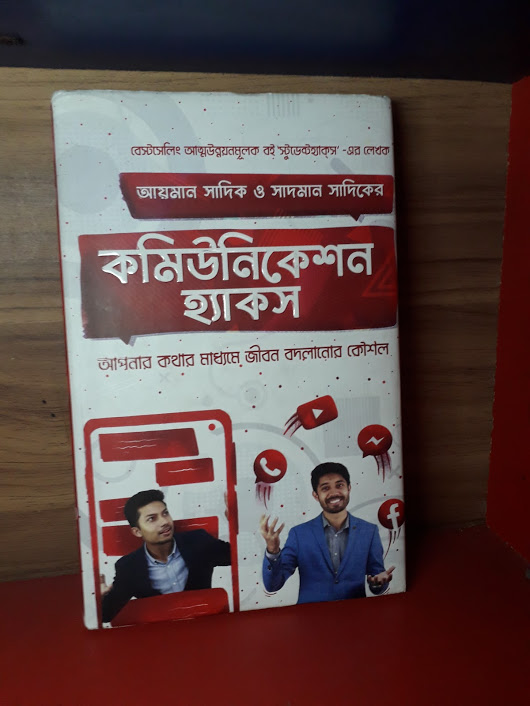 বেস্টসেলিং আত্মউন্নয়নমূলক বই 'স্টুডেন্টহ্যাকস' -এর লেখক
আয়মান সাদিক ও সাদমান সাদিকের
কমিউনিকেশন
হ্যাকস
আপনার কথার মাধ্যমে জীবন বদলানোর কৌশল